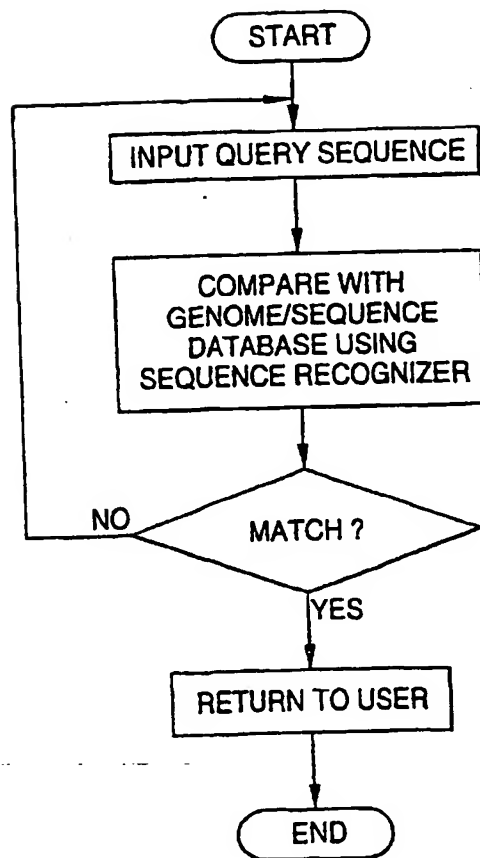 START
INPUT QUERY SEQUENCE
COMPARE WITH
GENOME/SEQUENCE
DATABASE USING
SEQUENCE RECOGNIZER
NO
MATCH ?
YES
RETURN TO USER
END